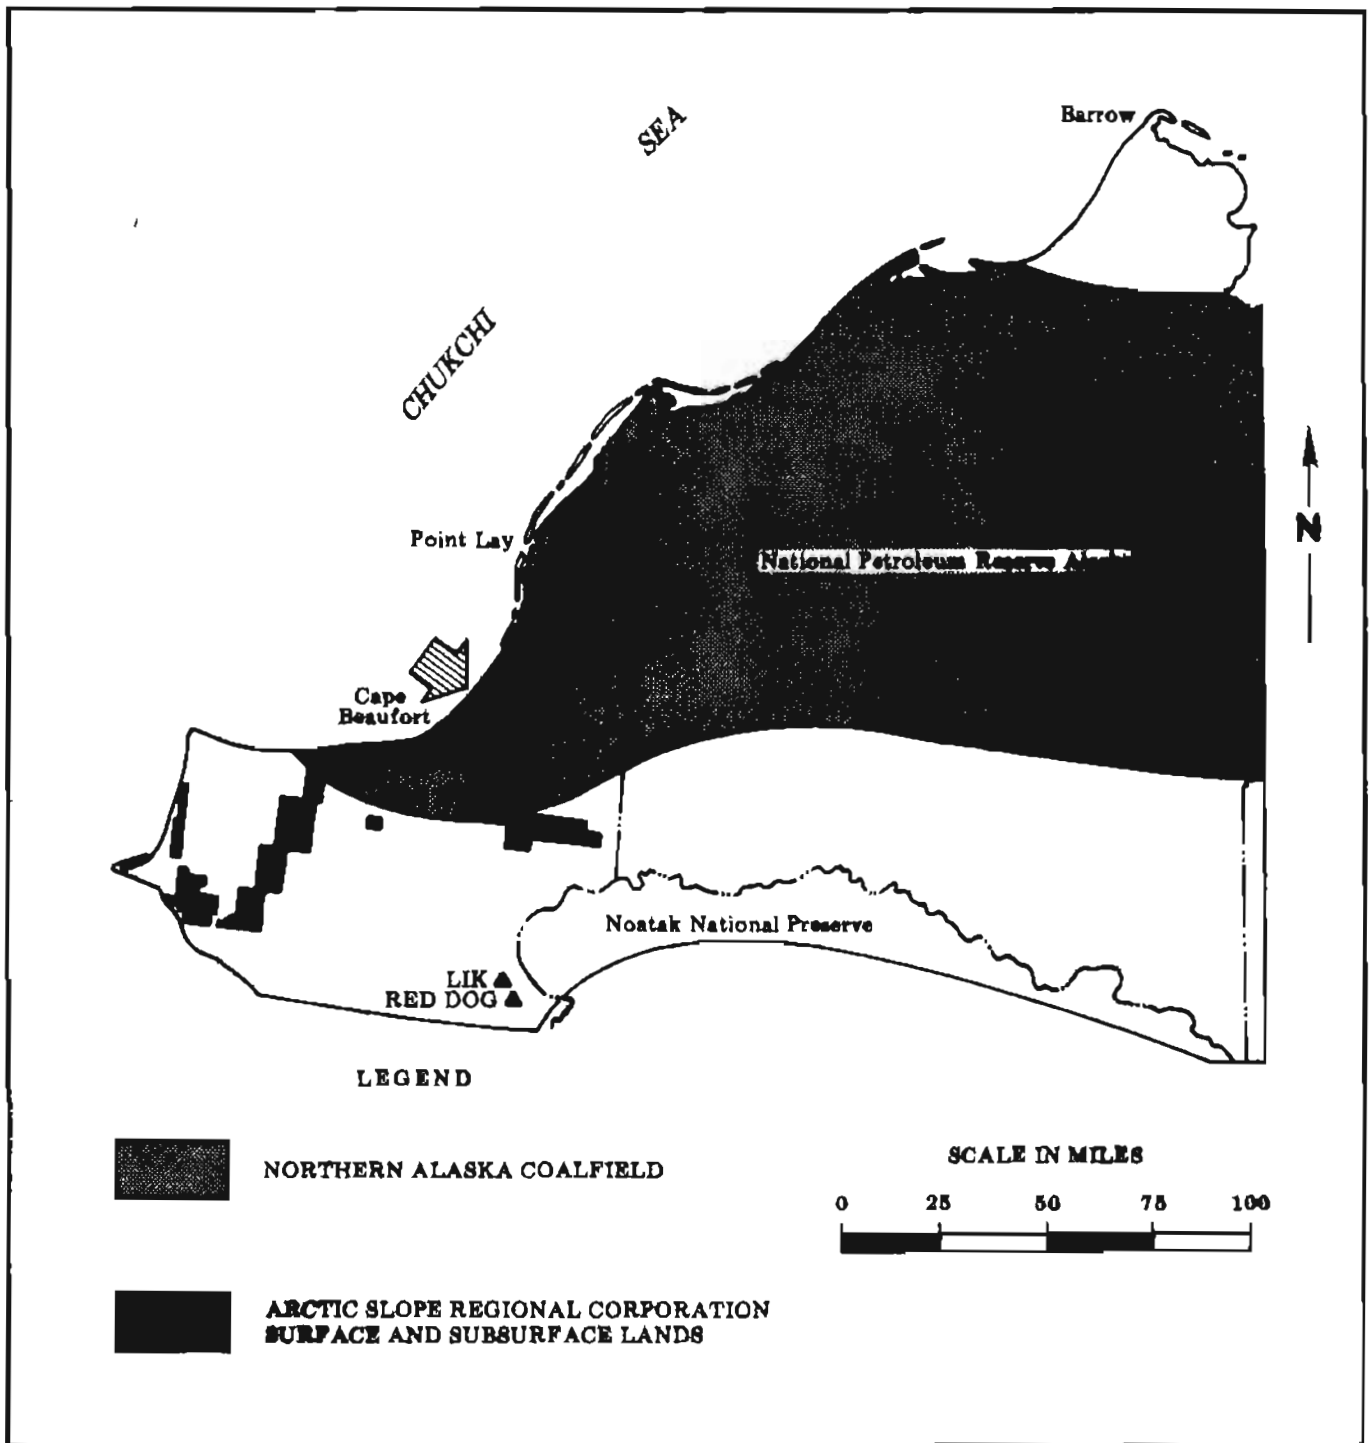 SEA
Barrow
CHUKCHI
Point Lay
National Petroleum Reserve
N
Cape
Beaufort
Noatak National Preserve
LIK
RED DOG
LEGEND
NORTHERN ALASKA COALFIELD
SCALE IN MILES
0 25 50 75 100
ARCTIC SLOPE REGIONAL CORPORATION
SURFACE AND SUBSURFACE LANDS